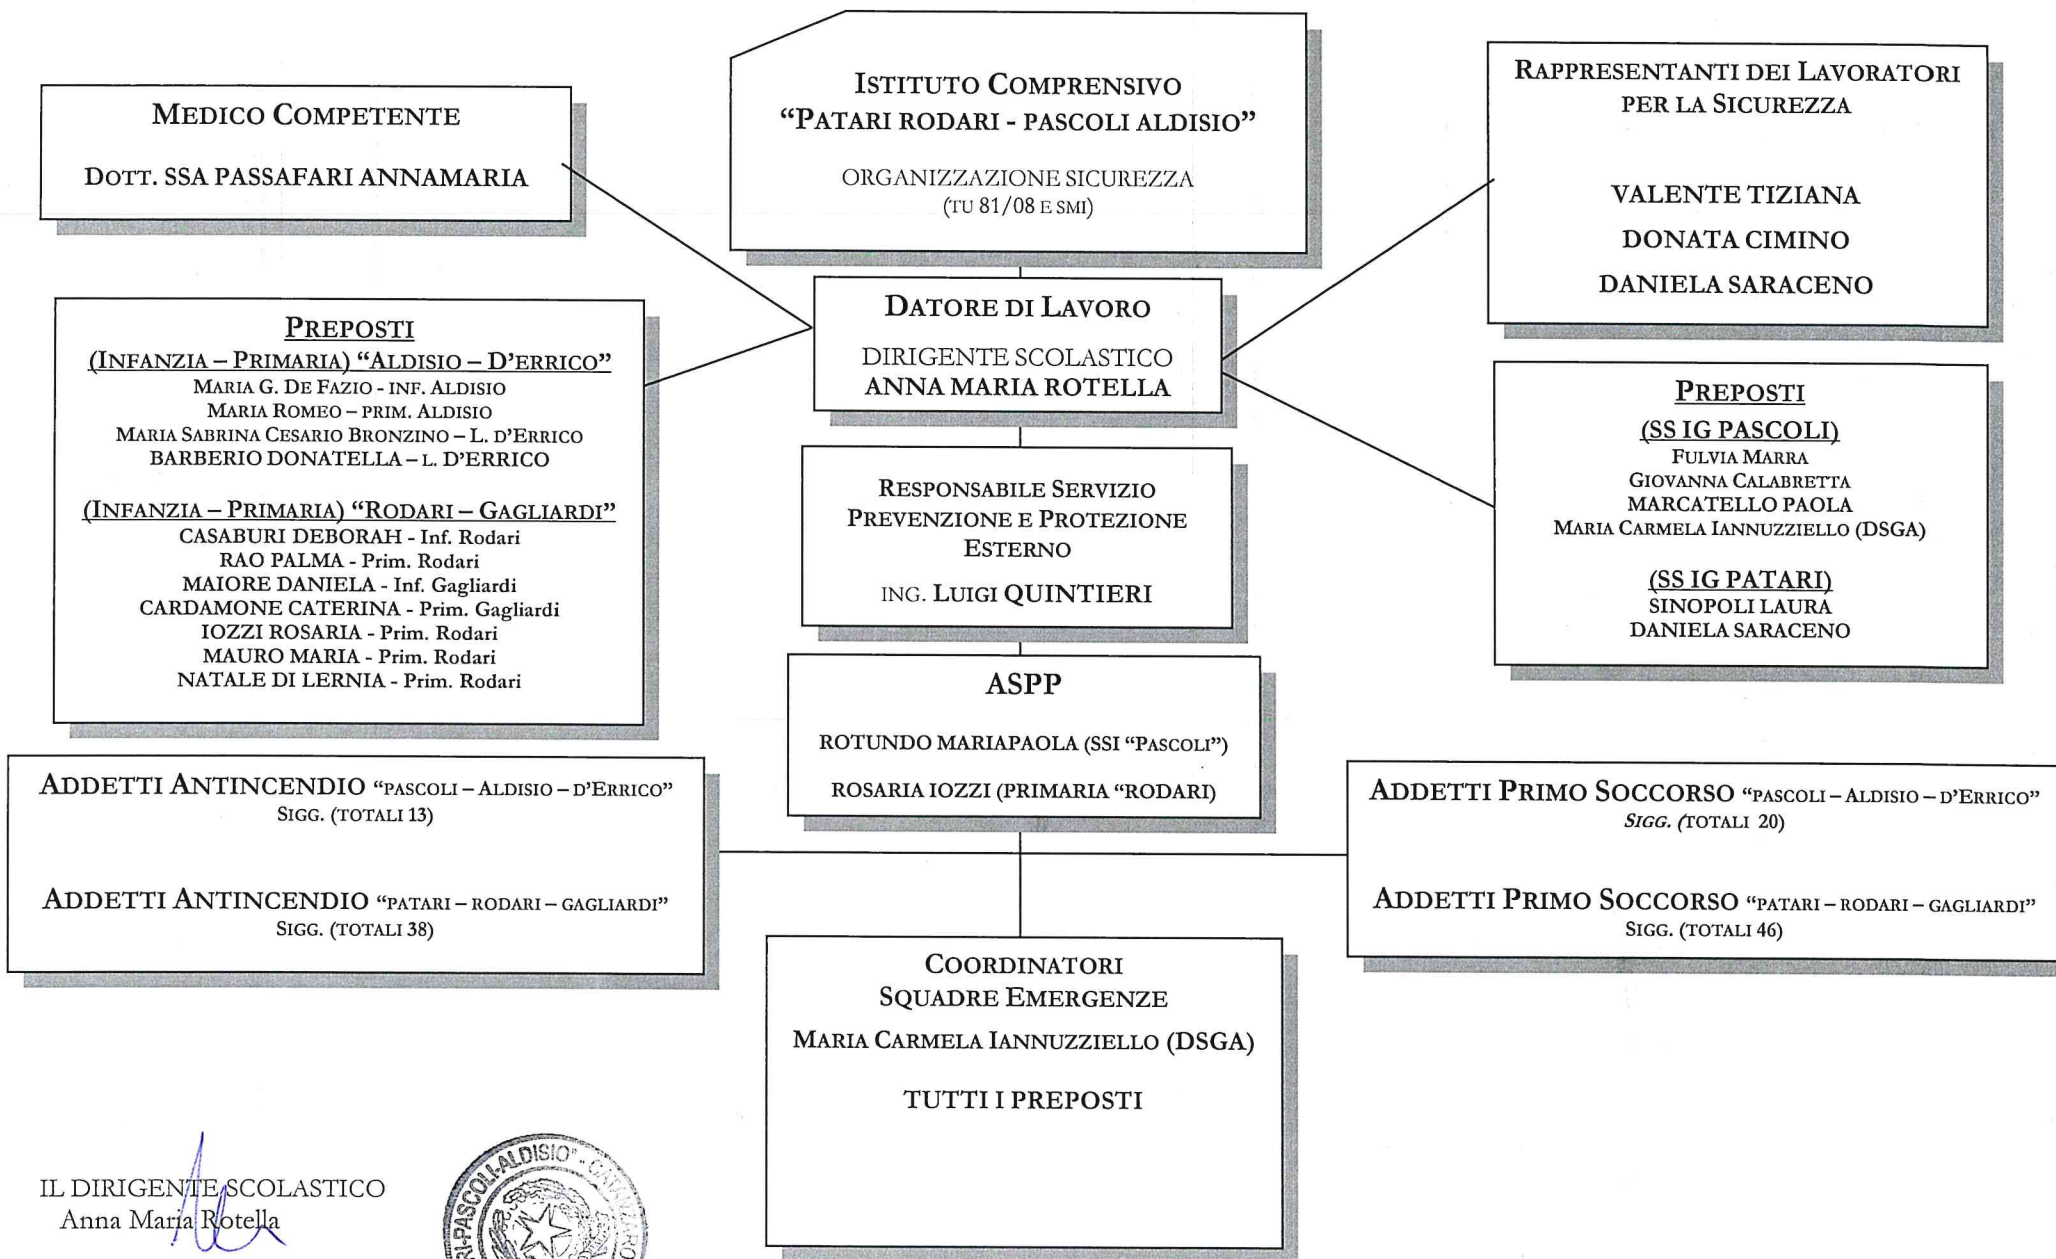 ISTITUTO COMPRENSIVO
“PATARI RODARI - PASCOLI ALDISIO”
ORGANIZZAZIONE SICUREZZA
(TU 81/08 E SMI)
MEDICO COMPETENTE
DOTT. SSA PASSAFARI ANNAMARIA
RAPPRESENTANTI DEI LAVORATORI
PER LA SICUREZZA
VALENTE TIZIANA
DONATA CIMINO
DANIELA SARACENO
DATORE DI LAVORO
DIRIGENTE SCOLASTICO
ANNA MARIA ROTELLA
PREPOSTI
(INFANZIA – PRIMARIA) “ALDISIO – D’ERRICO”
MARIA G. DE FAZIO - INF. ALDISIO
MARIA ROMEO – PRIM. ALDISIO
MARIA SABRINA CESARIO BRONZINO – L. D’ERRICO
BARBERIO DONATELLA – L. D’ERRICO
(INFANZIA – PRIMARIA) “RODARI – GAGLIARDI”
CASABURI DEBORAH - Inf. Rodari
RAO PALMA - Prim. Rodari
MAIORE DANIELA - Inf. Gagliardi
CARDAMONE CATERINA - Prim. Gagliardi
IOZZI ROSARIA - Prim. Rodari
MAURO MARIA - Prim. Rodari
NATALE DI LERNIA - Prim. Rodari
RESPONSABILE SERVIZIO
PREVENZIONE E PROTEZIONE
ESTERNO
ING. LUIGI QUINTIERI
PREPOSTI
(SS IG PASCOLI)
FULVIA MARRA
GIOVANNA CALABRETTA
MARCATELLO PAOLA
MARIA CARMELA IANNUZZIELLO (DSGA)
(SS IG PATARI)
SINOPOLI LAURA
DANIELA SARACENO
ASPP
ROTUNDO MARIAPAOLA (SSI “PASCOLI”)
ROSARIA IOZZI (PRIMARIA “RODARI)
ADDETTI ANTINCENDIO “PASCOLI – ALDISIO – D’ERRICO”
SIGG. (TOTALI 13)
ADDETTI ANTINCENDIO “PATARI – RODARI – GAGLIARDI”
SIGG. (TOTALI 38)
ADDETTI PRIMO SOCCORSO “PASCOLI – ALDISIO – D’ERRICO”
SIGG. (TOTALI 20)
ADDETTI PRIMO SOCCORSO “PATARI – RODARI – GAGLIARDI”
SIGG. (TOTALI 46)
COORDINATORI
SQUADRE EMERGENZE
MARIA CARMELA IANNUZZIELLO (DSGA)
TUTTI I PREPOSTI
IL DIRIGENTE SCOLASTICO
Anna Maria Rotella
RI-PASCOLI-ALDISIO" - CATANZARO